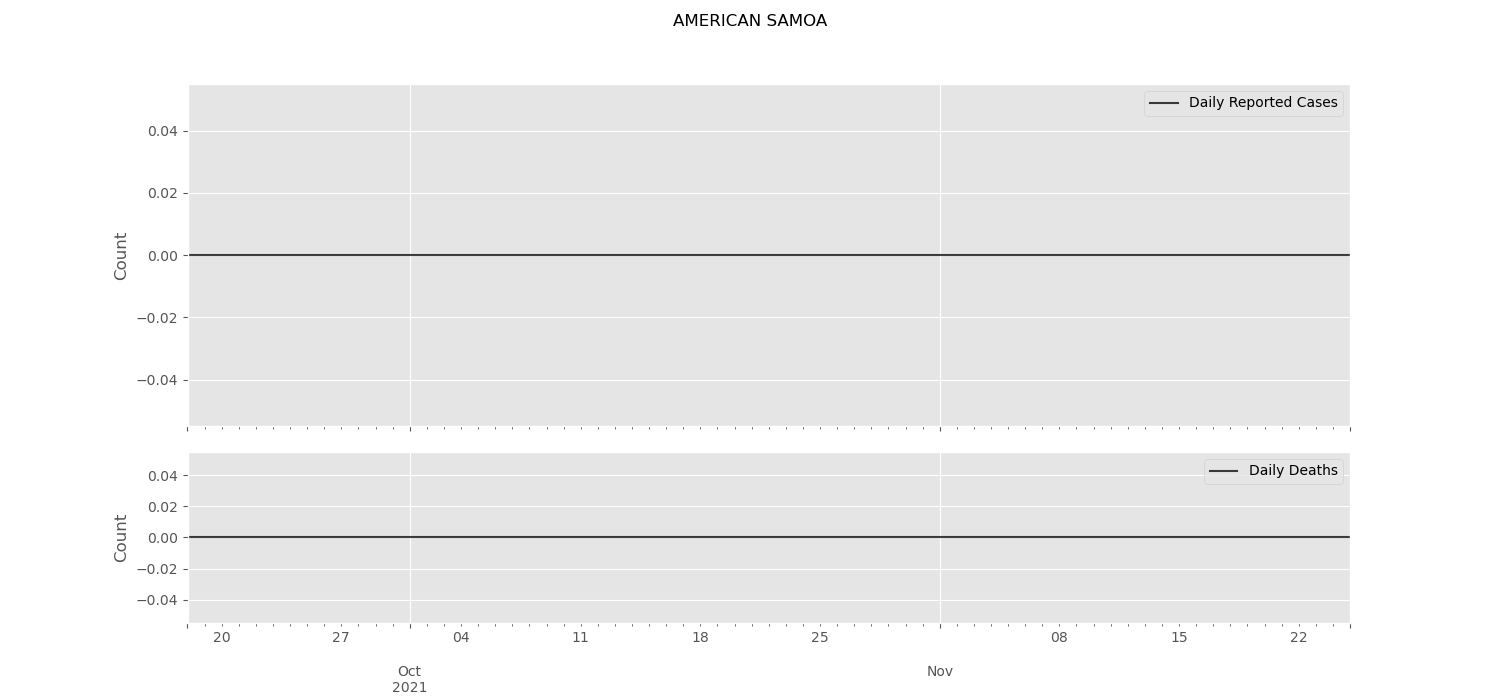 AMERICAN SAMOA
Daily Reported Cases
0.04
0.02
0.00
−0.02
−0.04
Count
Daily Deaths
0.04
0.02
0.00
−0.02
−0.04
Count
20 27 04 11 18 25 08 15 22
Oct Nov
2021